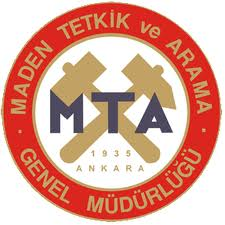 MADEN TETKİK ve ARAMA
MTA
1935
ANKARA
GENEL MÜDÜRLÜĞÜ